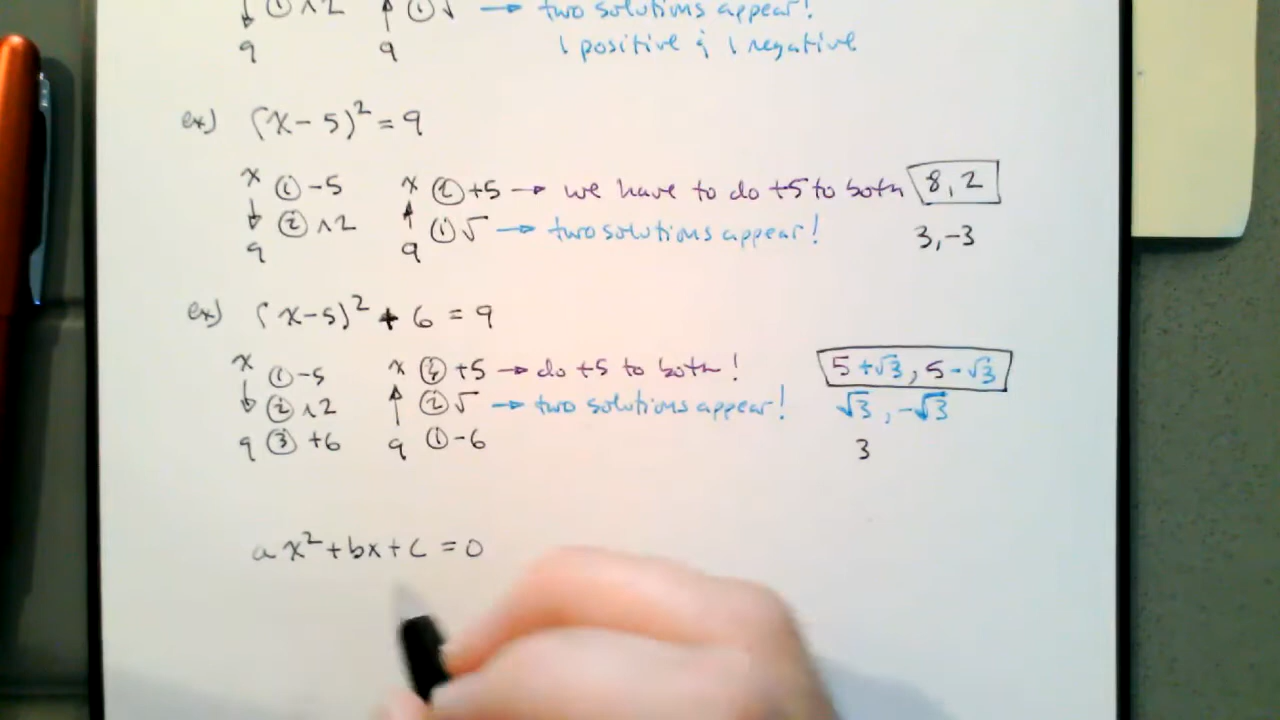 ↓ ① ∧2 ↑ ① √ → two solutions appear!
9 9 1 positive & 1 negative
ex) (x-5)² = 9
x ① -5 x ② +5 → we have to do +5 to both 8, 2
↓ ② ∧2 ↑ ① √ → two solutions appear! 3, -3
9 9
ex) (x-5)² + 6 = 9
x ① -5 x ③ +5 → do +5 to both! 5+√3, 5-√3
↓ ② ∧2 ↑ ② √ → two solutions appear! √3, -√3
9 ③ +6 9 ① -6 3
ax²+bx+c = 0